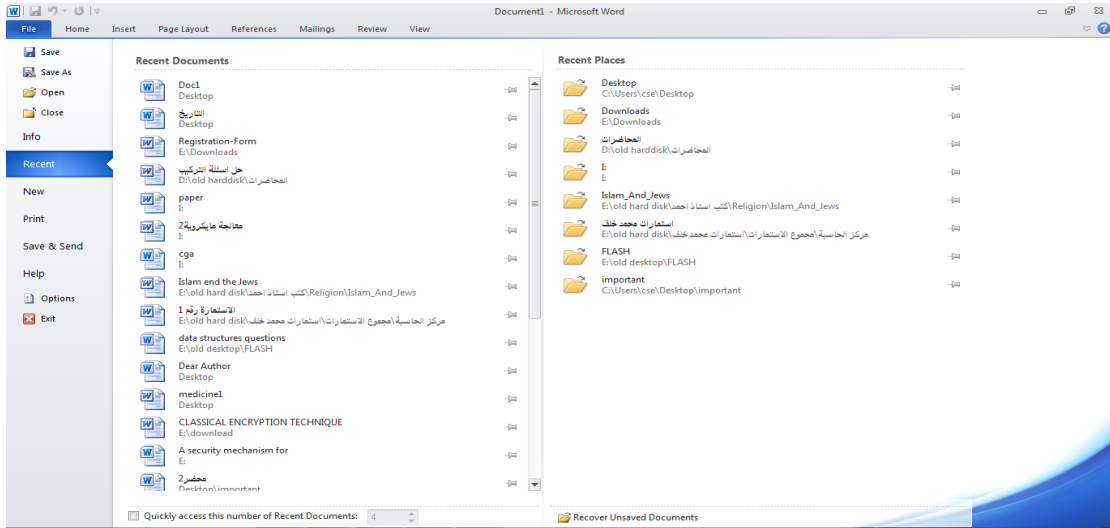 Document1 - Microsoft Word
File Home Insert Page Layout References Mailings Review View
Save
Save As
Open
Close
Info
Recent
New
Print
Save & Send
Help
Options
Exit
Recent Documents
Doc1
Desktop
التاريخ
Desktop
Registration-Form
E:\Downloads
حل اسئلة التركيب
D:\old harddisk\المحاضرات
paper
I:
معالجة مايكروية2
I:
cga
I:
Islam end the Jews
E:\old hard disk\كتب استاذ احمد\Religion\Islam_And_Jews
الاستمارة رقم 1
E:\old hard disk\مركز الحاسبة\مجموع الاستمارات\استمارات محمد خلف
data structures questions
E:\old desktop\FLASH
Dear Author
Desktop
medicine1
Desktop
CLASSICAL ENCRYPTION TECHNIQUE
E:\download
A security mechanism for
E:
محضر2
Desktop\important
Quickly access this number of Recent Documents: 4
Recent Places
Desktop
C:\Users\cse\Desktop
Downloads
E:\Downloads
المحاضرات
D:\old harddisk\المحاضرات
I:
I:
Islam_And_Jews
E:\old hard disk\كتب استاذ احمد\Religion\Islam_And_Jews
استمارات محمد خلف
E:\old hard disk\مركز الحاسبة\مجموع الاستمارات\استمارات محمد خلف
FLASH
E:\old desktop\FLASH
important
C:\Users\cse\Desktop\important
Recover Unsaved Documents